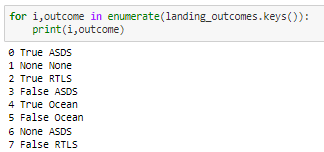 for i,outcome in enumerate(landing_outcomes.keys()):
    print(i,outcome)
0 True ASDS
1 None None
2 True RTLS
3 False ASDS
4 True Ocean
5 False Ocean
6 None ASDS
7 False RTLS